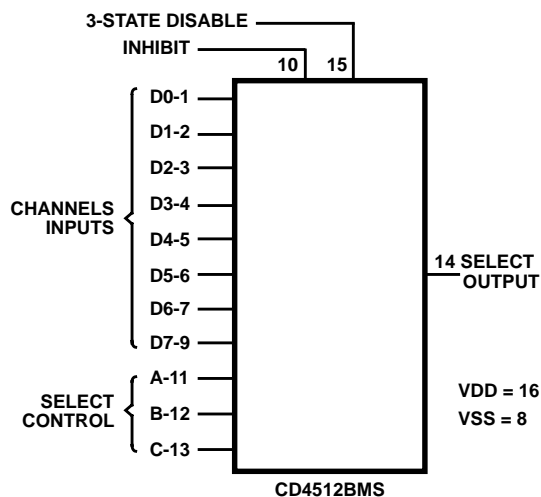 3-STATE DISABLE
INHIBIT
10 15
D0-1
D1-2
D2-3
D3-4
D4-5
D5-6
D6-7
D7-9
CHANNELS
INPUTS
A-11
B-12
C-13
SELECT
CONTROL
14 SELECT
OUTPUT
VDD = 16
VSS = 8
CD4512BMS